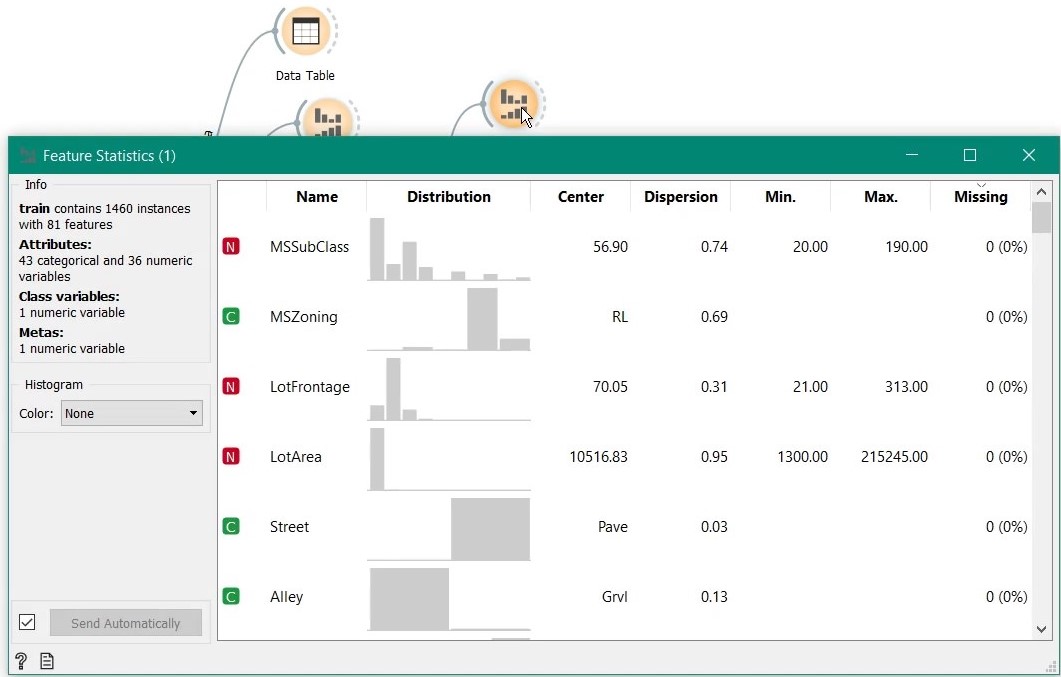 Data Table
Feature Statistics (1)
Info
train contains 1460 instances
with 81 features
Attributes:
43 categorical and 36 numeric
variables
Class variables:
1 numeric variable
Metas:
1 numeric variable
Histogram
Color: None
Send Automatically
Name Distribution Center Dispersion Min. Max. Missing
N MSSubClass 56.90 0.74 20.00 190.00 0 (0%)
C MSZoning RL 0.69 0 (0%)
N LotFrontage 70.05 0.31 21.00 313.00 0 (0%)
N LotArea 10516.83 0.95 1300.00 215245.00 0 (0%)
C Street Pave 0.03 0 (0%)
C Alley Grvl 0.13 0 (0%)
?